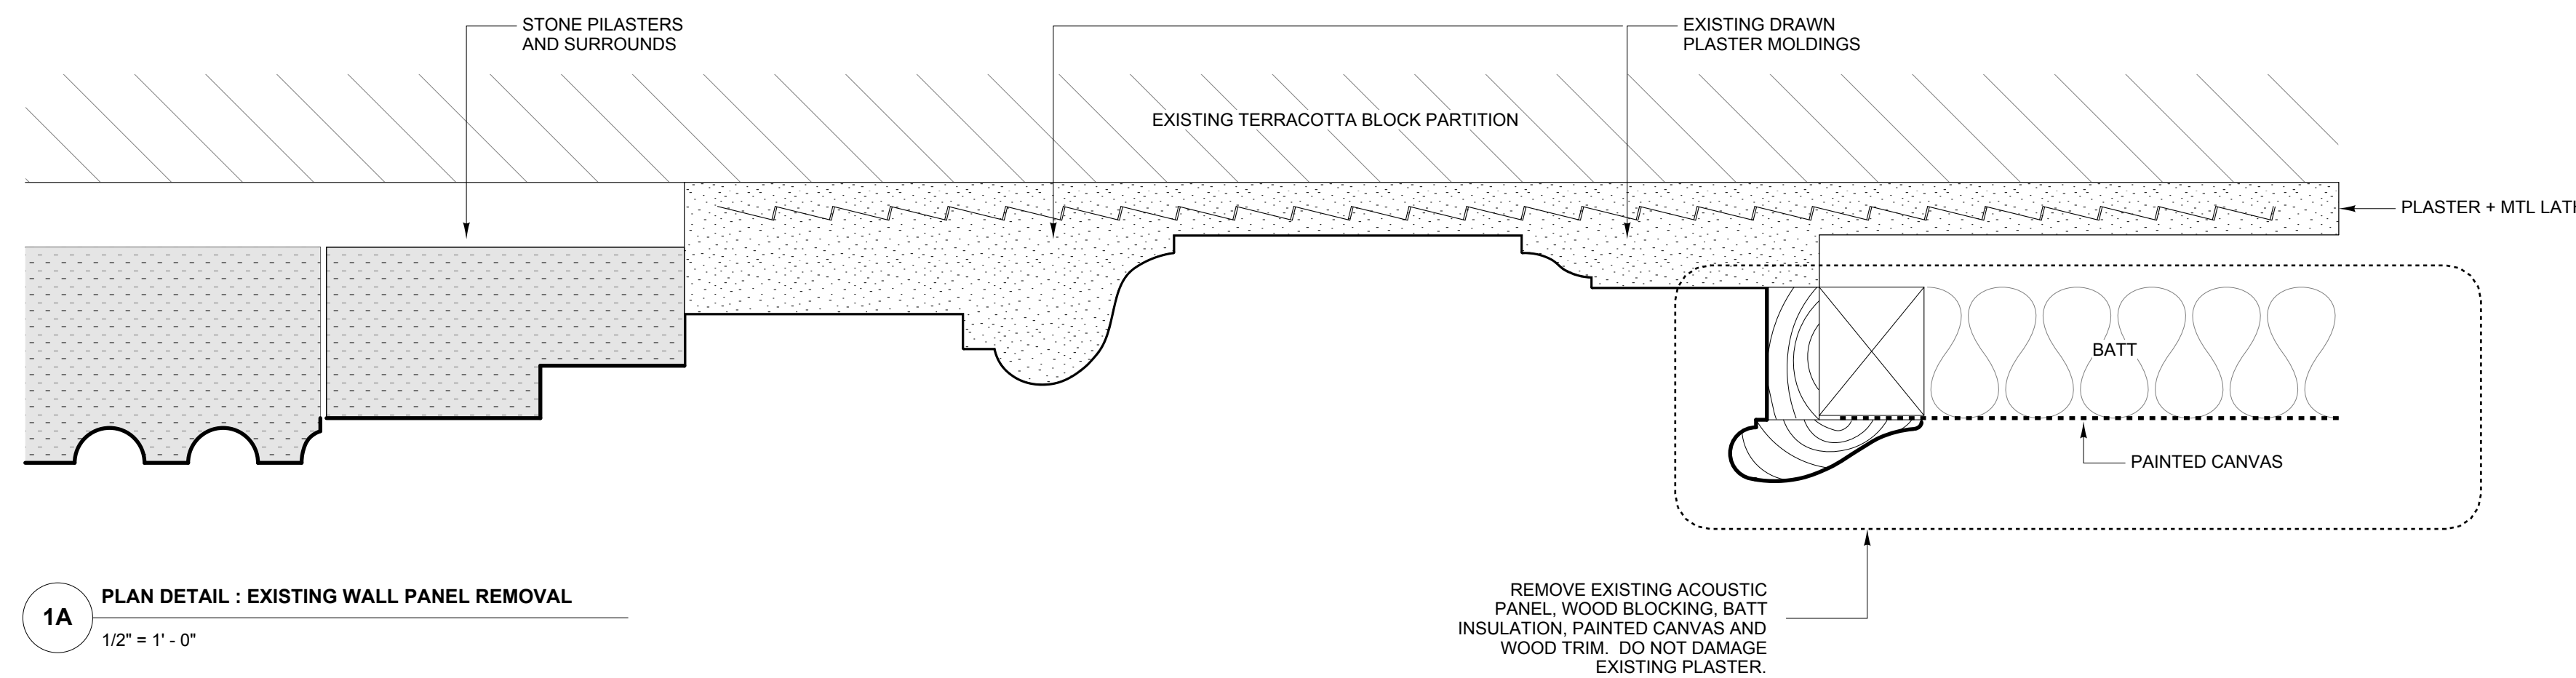 STONE PILASTERS
AND SURROUNDS
EXISTING DRAWN
PLASTER MOLDINGS
EXISTING TERRACOTTA BLOCK PARTITION
PLASTER + MTL LATH
BATT
PAINTED CANVAS
REMOVE EXISTING ACOUSTIC
PANEL, WOOD BLOCKING, BATT
INSULATION, PAINTED CANVAS AND
WOOD TRIM. DO NOT DAMAGE
EXISTING PLASTER.
1A
PLAN DETAIL : EXISTING WALL PANEL REMOVAL
1/2" = 1' - 0"